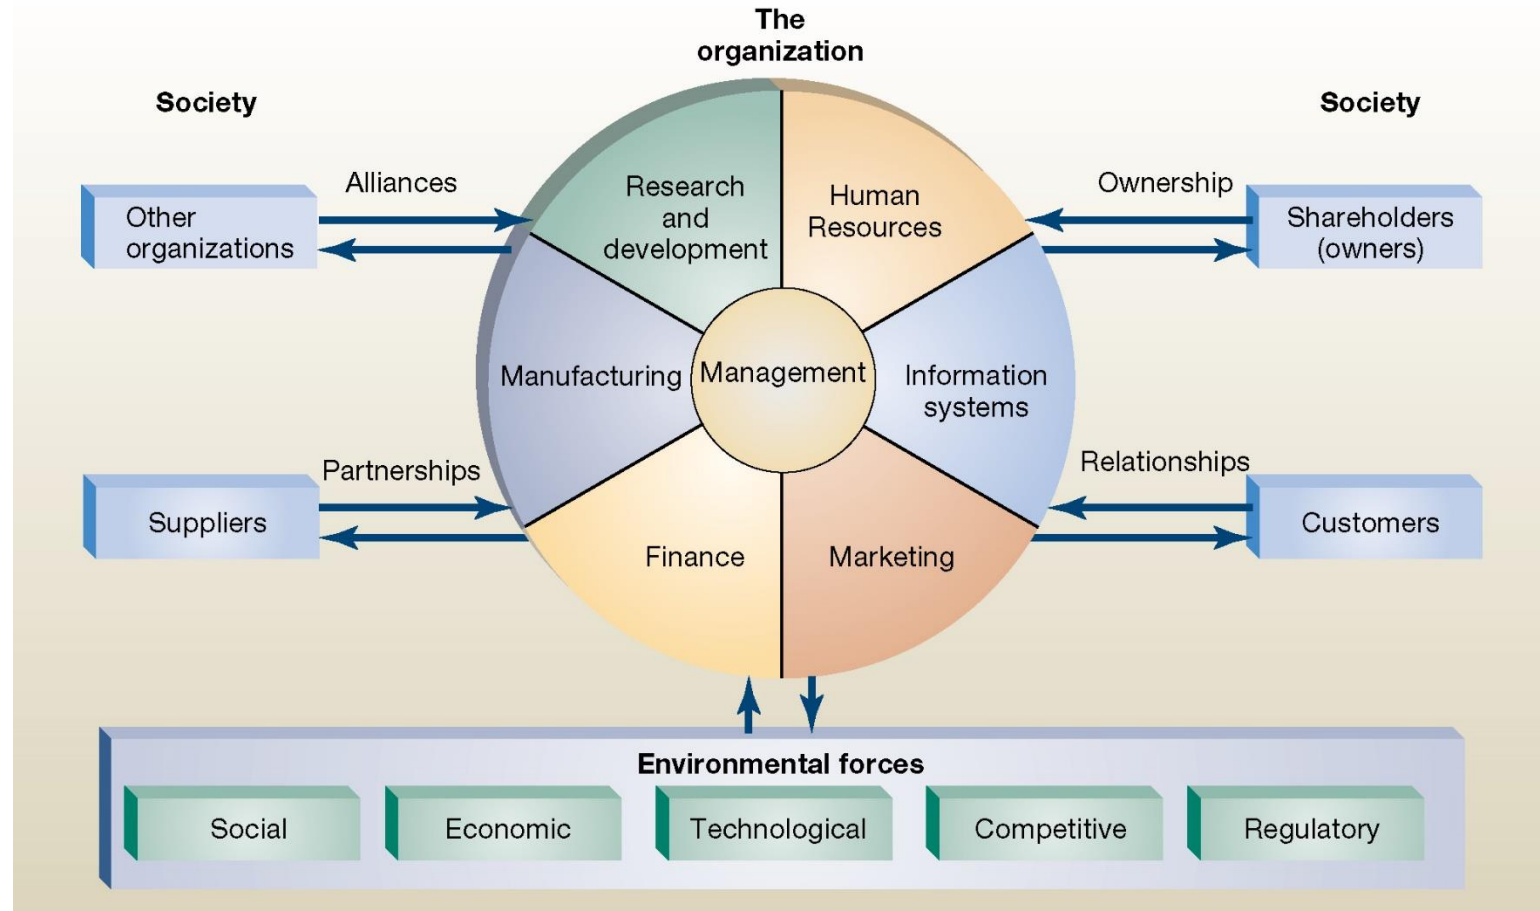 The
organization
Society
Society
Alliances
Ownership
Other
organizations
Research
and
development
Human
Resources
Shareholders
(owners)
Manufacturing
Management
Information
systems
Partnerships
Relationships
Suppliers
Customers
Finance
Marketing
Environmental forces
Social
Economic
Technological
Competitive
Regulatory